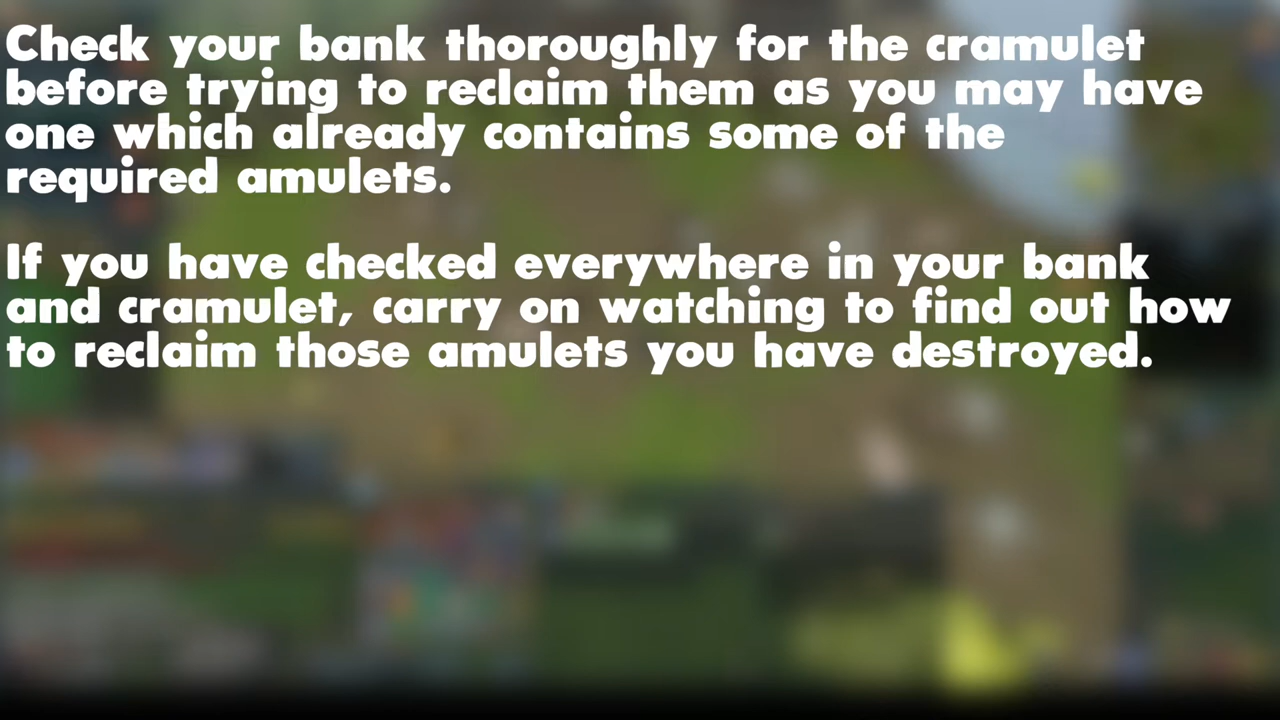 Check your bank thoroughly for the cramulet
before trying to reclaim them as you may have
one which already contains some of the
required amulets.
If you have checked everywhere in your bank
and cramulet, carry on watching to find out how
to reclaim those amulets you have destroyed.